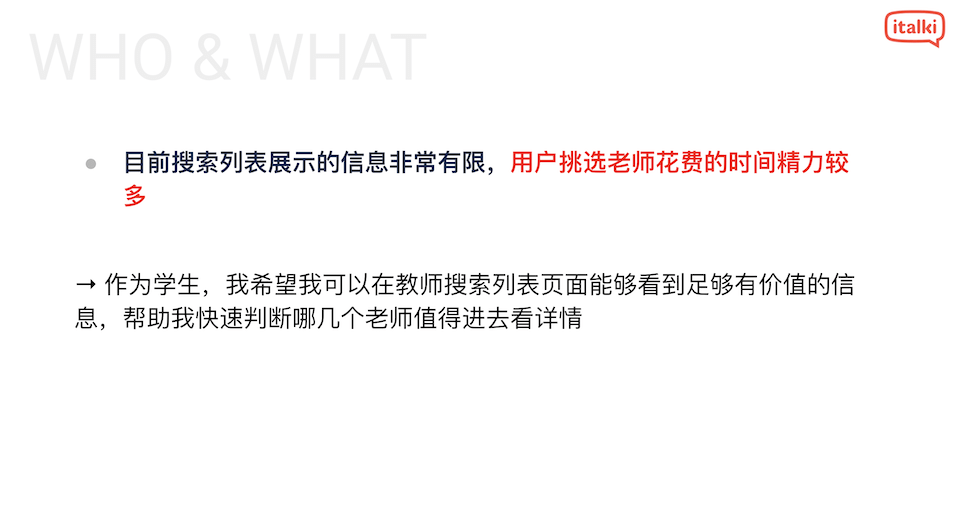 WHO & WHAT
italki
● 目前搜索列表展示的信息非常有限，用户挑选老师花费的时间精力较
多
→ 作为学生，我希望我可以在教师搜索列表页面能够看到足够有价值的信
息，帮助我快速判断哪几个老师值得进去看详情